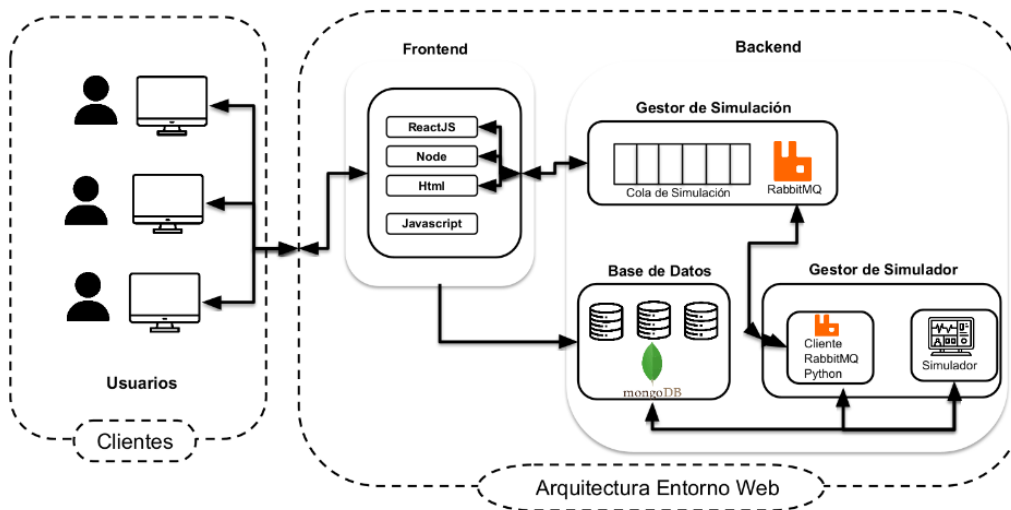 Frontend
Backend
Gestor de Simulación
ReactJS
Node
Html
Javascript
Cola de Simulación
RabbitMQ
Base de Datos
Gestor de Simulador
mongoDB
Cliente
RabbitMQ
Python
Simulador
Usuarios
Clientes
Arquitectura Entorno Web